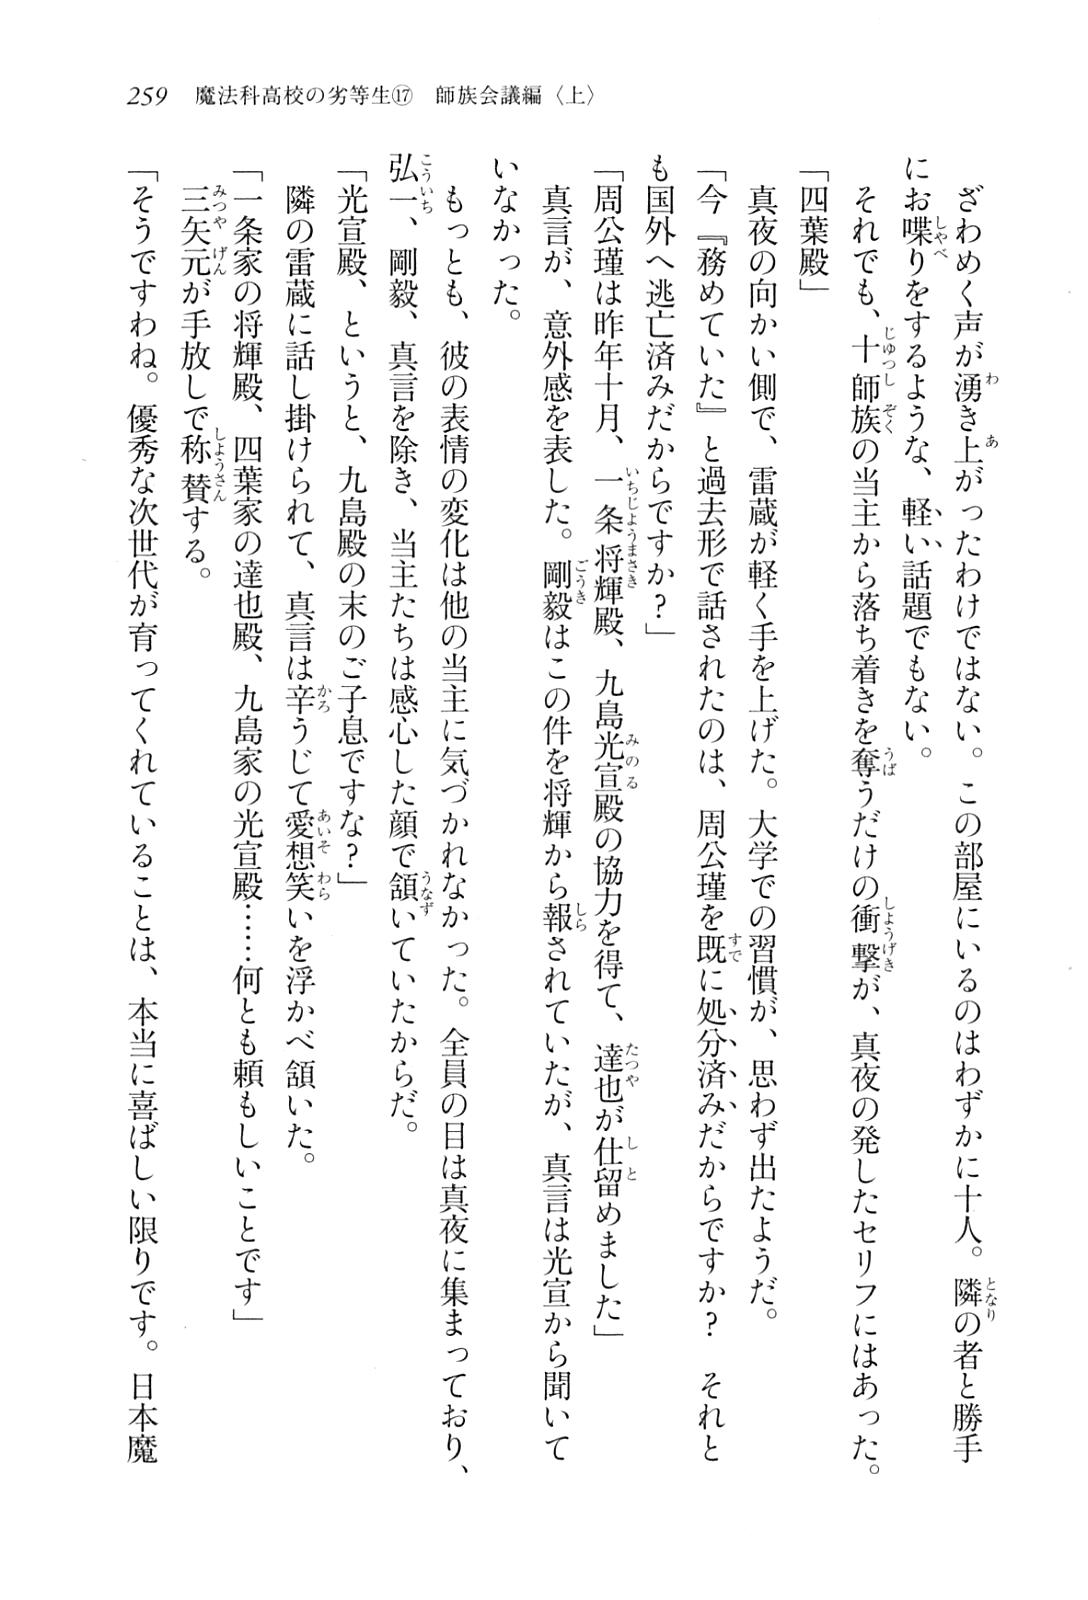 259　魔法科高校の劣等生⑰　師族会議編〈上〉
　ざわめく声が湧き上がったわけではない。この部屋にいるのはわずかに十人。隣の者と勝手
にお喋りをするような、軽い話題でもない。
　それでも、十師族の当主から落ち着きを奪うだけの衝撃が、真夜の発したセリフにはあった。
「四葉殿」
　真夜の向かい側で、雷蔵が軽く手を上げた。大学での習慣が、思わず出たようだ。
「今『務めていた』と過去形で話されたのは、周公瑾を既に処分済みだからですか？　それと
も国外へ逃亡済みだからですか？」
「周公瑾は昨年十月、一条将輝殿、九島光宣殿の協力を得て、達也が仕留めました」
　真言が、意外感を表した。剛毅はこの件を将輝から報されていたが、真言は光宣から聞いて
いなかった。
　もっとも、彼の表情の変化は他の当主に気づかれなかった。全員の目は真夜に集まっており、
弘一、剛毅、真言を除き、当主たちは感心した顔で頷いていたからだ。
「光宣殿、というと、九島殿の末のご子息ですな？」
　隣の雷蔵に話し掛けられて、真言は辛うじて愛想笑いを浮かべ頷いた。
「一条家の将輝殿、四葉家の達也殿、九島家の光宣殿……何とも頼もしいことです」
　三矢元が手放しで称賛する。
「そうですわね。優秀な次世代が育ってくれていることは、本当に喜ばしい限りです。日本魔